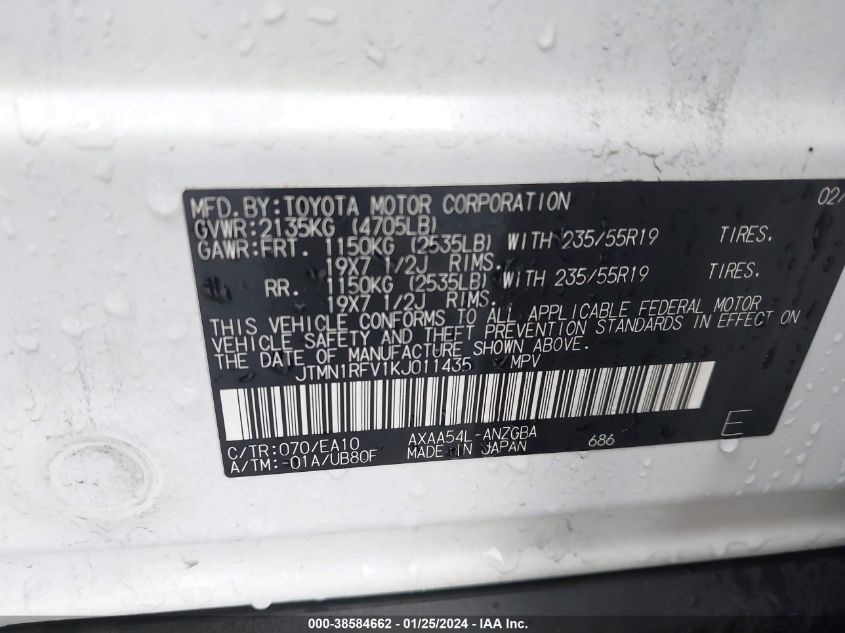 MFD.BY:TOYOTA MOTOR CORPORATION 02/
GVWR:2135KG (4705LB)
GAWR:FRT. 1150KG (2535LB) WITH 235/55R19 TIRES.
19X7 1/2J RIMS.
RR. 1150KG (2535LB) WITH 235/55R19 TIRES.
19X7 1/2J RIMS.
THIS VEHICLE CONFORMS TO ALL APPLICABLE FEDERAL MOTOR
VEHICLE SAFETY AND THEFT PREVENTION STANDARDS IN EFFECT ON
THE DATE OF MANUFACTURE SHOWN ABOVE.
JTMN1RFV1KJ011435 MPV
C/TR:070/EA10 AXAA54L-ANZGBA 686 E
A/TM:-01A/UB80F MADE IN JAPAN
000-38584662 - 01/25/2024 - IAA Inc.